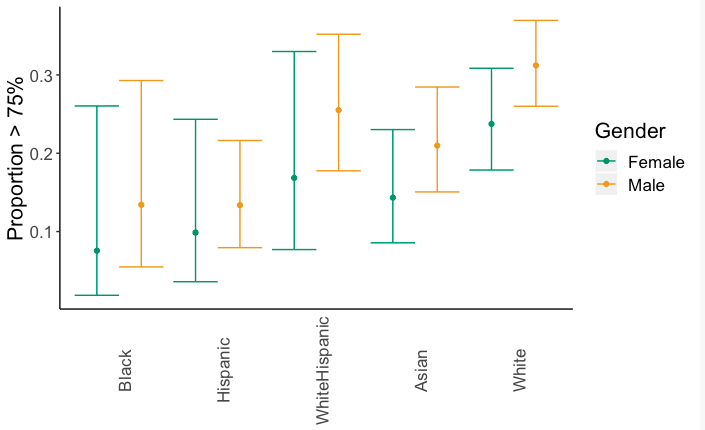 Proportion > 75%
0.3
0.2
0.1
Black
Hispanic
WhiteHispanic
Asian
White
Gender
Female
Male